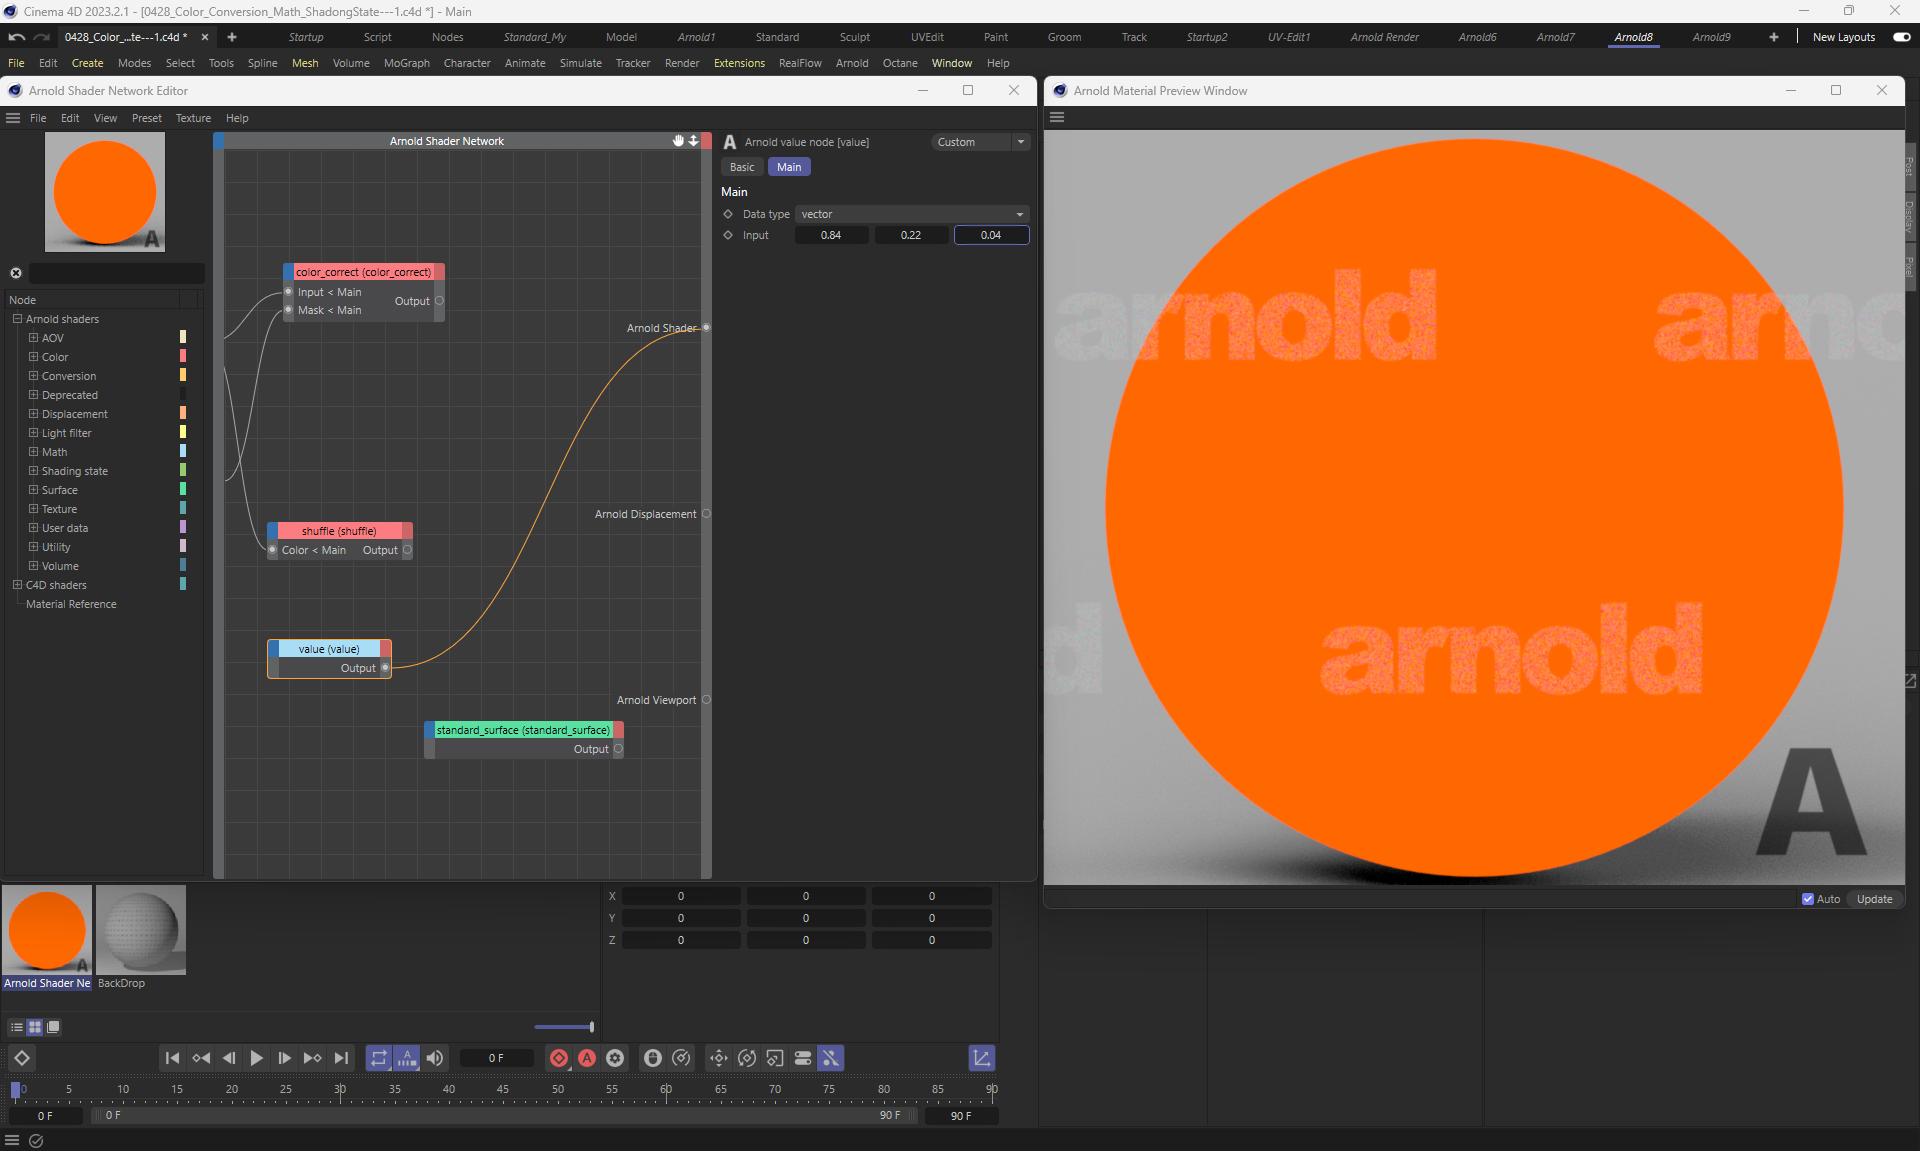 Cinema 4D 2023.2.1 - [0428_Color_Conversion_Math_ShadongState---1.c4d *] - Main
0428_Color_...te---1.c4d * × + Startup Script Nodes Standard_My Model Arnold1 Standard Sculpt UVEdit Paint Groom Track Startup2 UV-Edit1 Arnold Render Arnold6 Arnold7 Arnold8 Arnold9 + New Layouts
File Edit Create Modes Select Tools Spline Mesh Volume MoGraph Character Animate Simulate Tracker Render Extensions RealFlow Arnold Octane Window Help
Arnold Shader Network Editor
File Edit View Preset Texture Help
A
Node
Arnold shaders
AOV
Color
Conversion
Deprecated
Displacement
Light filter
Math
Shading state
Surface
Texture
User data
Utility
Volume
C4D shaders
Material Reference
Arnold Shader Network
color_correct (color_correct)
Input < Main
Output
Mask < Main
Arnold Shader
Arnold Displacement
shuffle (shuffle)
Color < Main Output
value (value)
Output
Arnold Viewport
standard_surface (standard_surface)
Output
A Arnold value node [value] Custom
Basic Main
Main
Data type vector
Input 0.84 0.22 0.04
Arnold Material Preview Window
arnold
arno
d
arnold
A
Post
Display
Pixel
Auto Update
A
Arnold Shader Ne BackDrop
X 0 0 0
Y 0 0 0
Z 0 0 0
A 0 F A
0 5 10 15 20 25 30 35 40 45 50 55 60 65 70 75 80 85 90
0 F 0 F 90 F 90 F